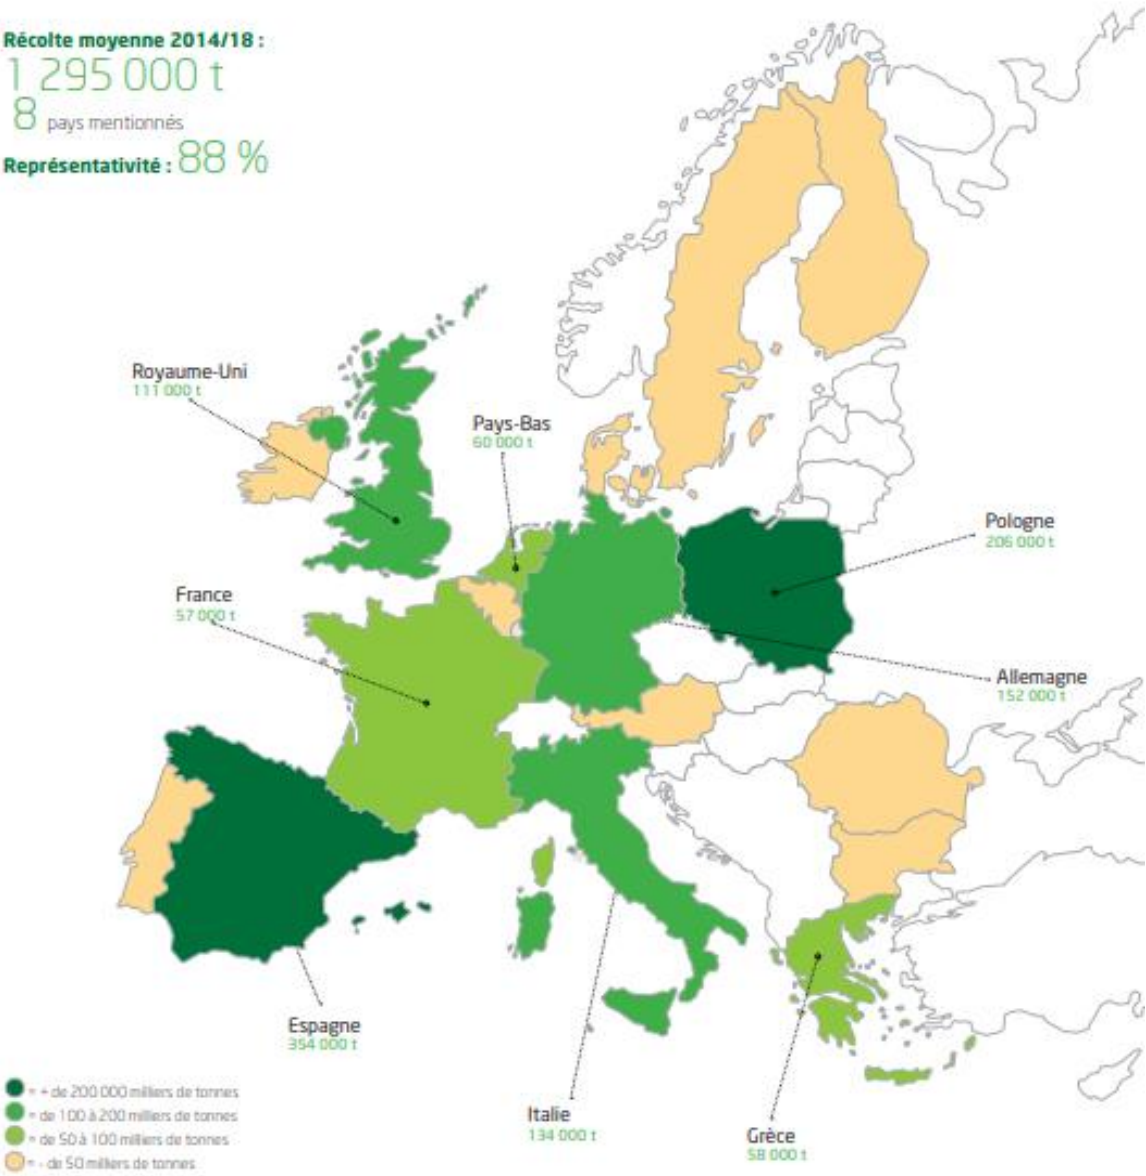 Récolte moyenne 2014/18 :
1 295 000 t
8 pays mentionnés
Représentativité : 88 %
Royaume-Uni
111 000 t
Pays-Bas
60 000 t
Pologne
206 000 t
France
57 000 t
Allemagne
152 000 t
Espagne
354 000 t
Italie
134 000 t
Grèce
58 000 t
= + de 200 000 milliers de tonnes
= de 100 à 200 milliers de tonnes
= de 50 à 100 milliers de tonnes
= - de 50 milliers de tonnes